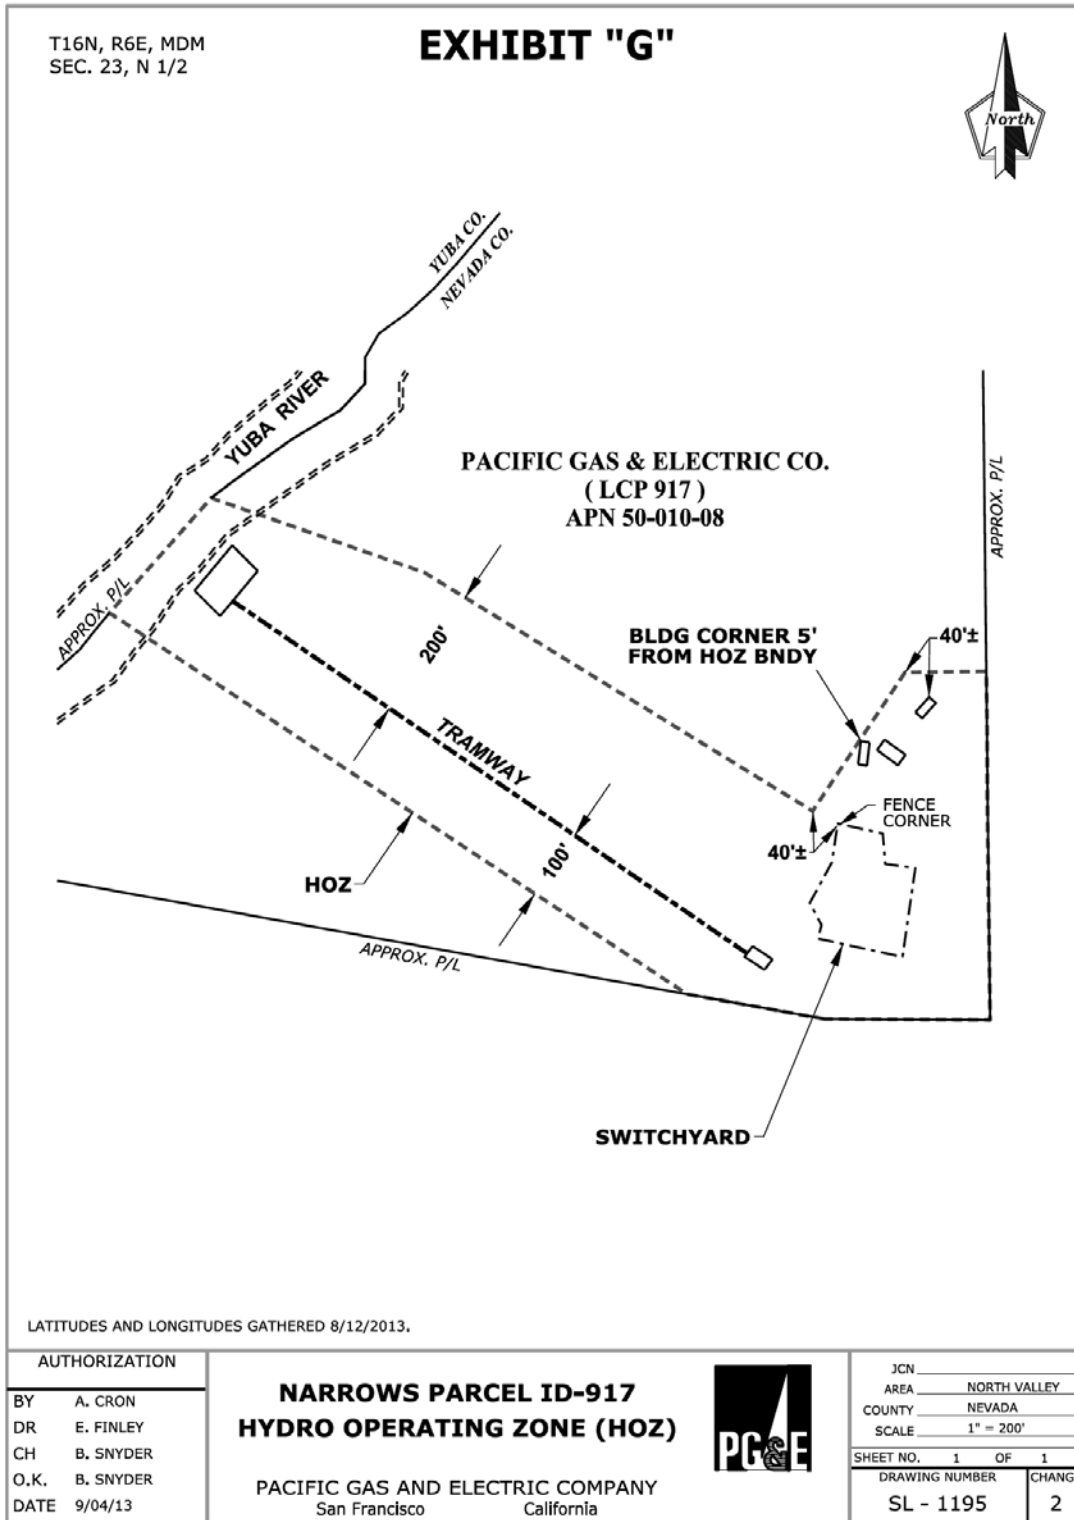 T16N, R6E, MDM
SEC. 23, N 1/2
EXHIBIT "G"
North
YUBA CO.
NEVADA CO.
YUBA RIVER
PACIFIC GAS & ELECTRIC CO.
( LCP 917 )
APN 50-010-08
APPROX. P/L
APPROX. P/L
200'
BLDG CORNER 5'
FROM HOZ BNDY
40'±
TRAMWAY
FENCE
CORNER
40'±
100'
HOZ
APPROX. P/L
SWITCHYARD
LATITUDES AND LONGITUDES GATHERED 8/12/2013.
AUTHORIZATION
BY A. CRON
DR E. FINLEY
CH B. SNYDER
O.K. B. SNYDER
DATE 9/04/13
NARROWS PARCEL ID-917
HYDRO OPERATING ZONE (HOZ)
PACIFIC GAS AND ELECTRIC COMPANY
San Francisco California
PG&E
JCN
AREA NORTH VALLEY
COUNTY NEVADA
SCALE 1" = 200'
SHEET NO. 1 OF 1
DRAWING NUMBER CHANG
SL - 1195 2